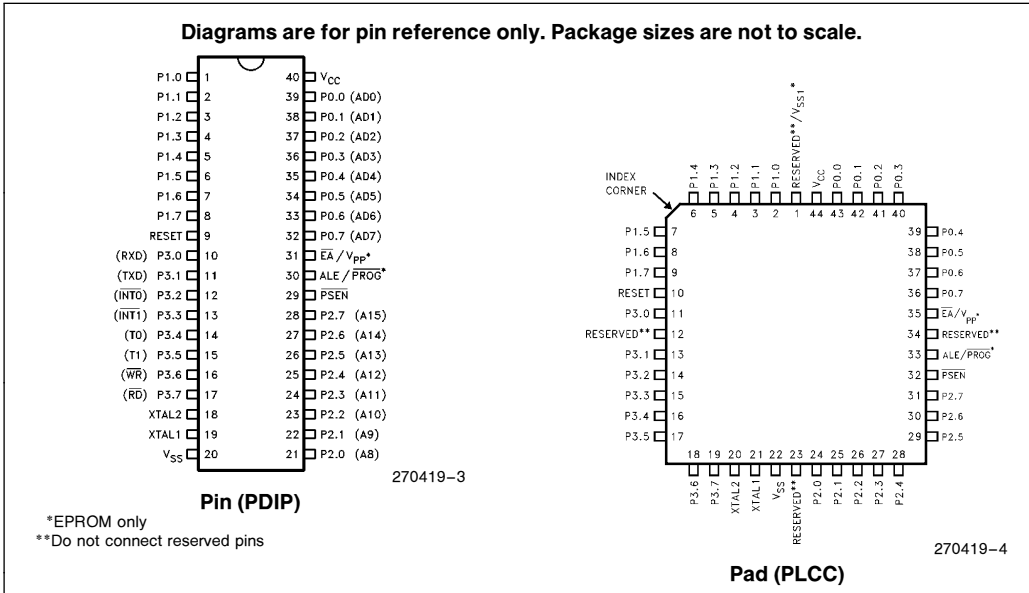 Diagrams are for pin reference only. Package sizes are not to scale.
P1.0 1 40 VCC
P1.1 2 39 P0.0 (AD0)
P1.2 3 38 P0.1 (AD1)
P1.3 4 37 P0.2 (AD2)
P1.4 5 36 P0.3 (AD3)
P1.5 6 35 P0.4 (AD4)
P1.6 7 34 P0.5 (AD5)
P1.7 8 33 P0.6 (AD6)
RESET 9 32 P0.7 (AD7)
(RXD) P3.0 10 31 EA/VPP*
(TXD) P3.1 11 30 ALE/PROG*
(INT0) P3.2 12 29 PSEN
(INT1) P3.3 13 28 P2.7 (A15)
(T0) P3.4 14 27 P2.6 (A14)
(T1) P3.5 15 26 P2.5 (A13)
(WR) P3.6 16 25 P2.4 (A12)
(RD) P3.7 17 24 P2.3 (A11)
XTAL2 18 23 P2.2 (A10)
XTAL1 19 22 P2.1 (A9)
VSS 20 21 P2.0 (A8)
270419-3
Pin (PDIP)
*EPROM only
**Do not connect reserved pins
INDEX
CORNER
P1.4 P1.3 P1.2 P1.1 P1.0 RESERVED**/VSS1* VCC P0.0 P0.1 P0.2 P0.3
6 5 4 3 2 1 44 43 42 41 40
P1.5 7 39 P0.4
P1.6 8 38 P0.5
P1.7 9 37 P0.6
RESET 10 36 P0.7
P3.0 11 35 EA/VPP*
RESERVED** 12 34 RESERVED**
P3.1 13 33 ALE/PROG*
P3.2 14 32 PSEN
P3.3 15 31 P2.7
P3.4 16 30 P2.6
P3.5 17 29 P2.5
18 19 20 21 22 23 24 25 26 27 28
P3.6 P3.7 XTAL2 XTAL1 VSS RESERVED** P2.0 P2.1 P2.2 P2.3 P2.4
270419-4
Pad (PLCC)